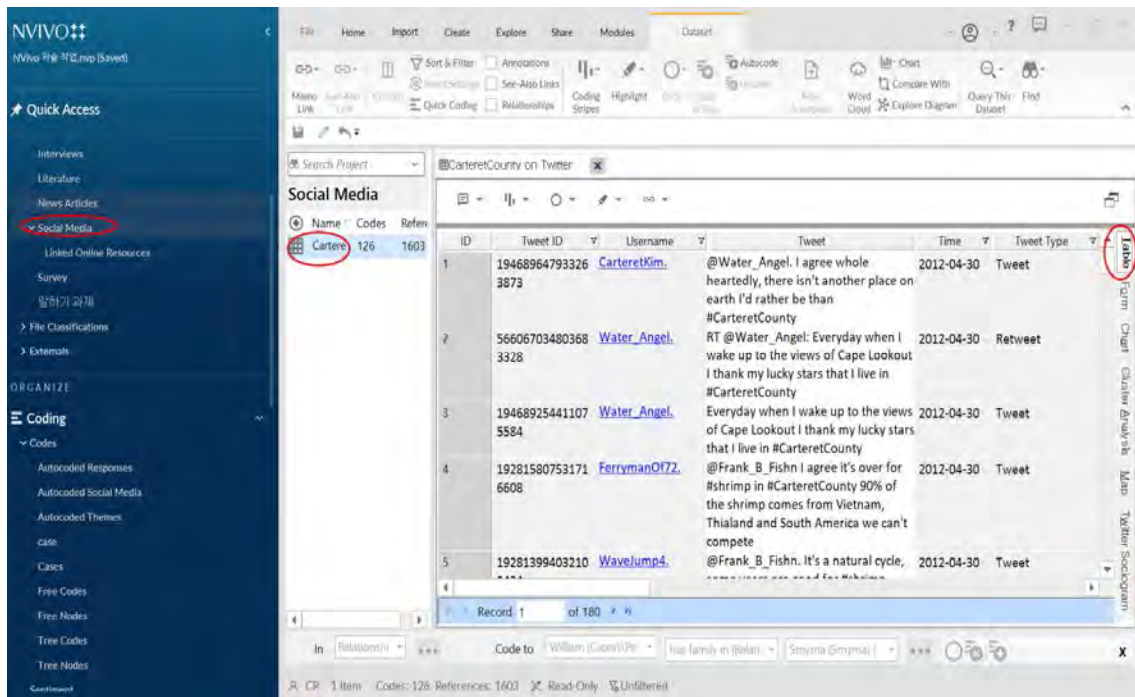 NVIVO
File Home Import Create Explore Share Modules Dataset
Quick Access
Interviews
Literature
News Articles
Social Media
Linked Online Resources
Survey
말하기 과제
File Classifications
Externals
ORGANIZE
Coding
Codes
Autocoded Responses
Autocoded Social Media
Autocoded Themes
case
Cases
Free Codes
Free Nodes
Tree Codes
Tree Nodes
Sentiment
Memo Link
Sort & Filter
Quick Coding
Annotations
See-Also Links
Relationships
Coding Stripes
Highlight
Autocode
Word Cloud
Chart
Compare With
Explore Diagram
Query This Dataset
Find
Search Project
Social Media
Name Codes Refer
Cartere 126 1603
CarteretCounty on Twitter
ID Tweet ID Username Tweet Time Tweet Type
1 19468964793326 CarteretKim. @Water_Angel. I agree whole 2012-04-30 Tweet
3873 heartedly, there isn't another place on
earth I'd rather be than
#CarteretCounty
2 56606703480368 Water_Angel. RT @Water_Angel: Everyday when I 2012-04-30 Retweet
3328 wake up to the views of Cape Lookout
I thank my lucky stars that I live in
#CarteretCounty
3 19468925441107 Water_Angel. Everyday when I wake up to the views 2012-04-30 Tweet
5584 of Cape Lookout I thank my lucky stars
that I live in #CarteretCounty
4 19281580753171 FerrymanOf72. @Frank_B_Fishn I agree it's over for 2012-04-30 Tweet
6608 #shrimp in #CarteretCounty 90% of
the shrimp comes from Vietnam,
Thialand and South America we can't
compete
5 19281399403210 WaveJump4. @Frank_B_Fishn. It's a natural cycle, 2012-04-30 Tweet
Table
Form
Chart
Cluster Analysis
Map
Twitter Sociogram
Record 1 of 180
In Code to
CP 1 Item Codes: 126 References: 1603 Read-Only Unfiltered